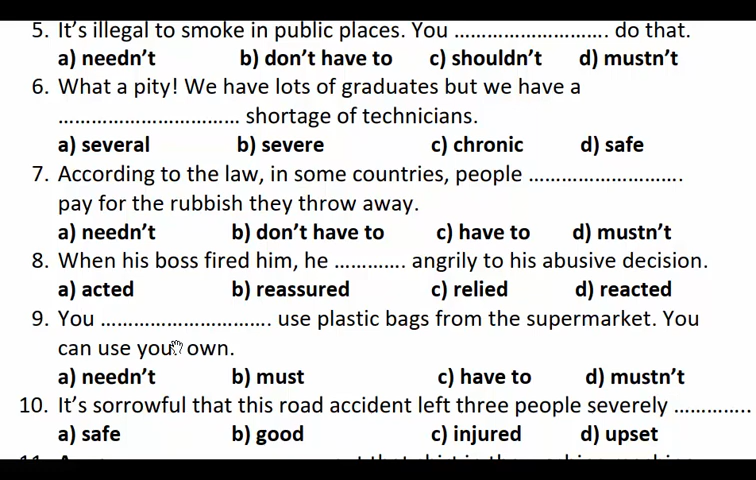 5. It's illegal to smoke in public places. You ............................ do that.
a) needn't b) don't have to c) shouldn't d) mustn't
6. What a pity! We have lots of graduates but we have a
................................. shortage of technicians.
a) several b) severe c) chronic d) safe
7. According to the law, in some countries, people ............................
pay for the rubbish they throw away.
a) needn't b) don't have to c) have to d) mustn't
8. When his boss fired him, he ............. angrily to his abusive decision.
a) acted b) reassured c) relied d) reacted
9. You ............................... use plastic bags from the supermarket. You
can use your own.
a) needn't b) must c) have to d) mustn't
10. It's sorrowful that this road accident left three people severely ..............
a) safe b) good c) injured d) upset